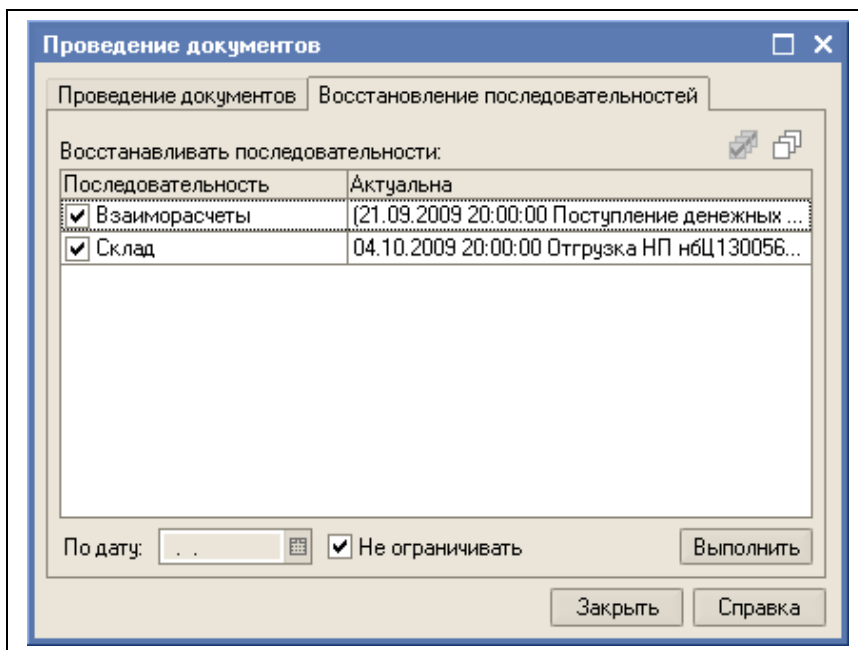 Проведение документов
Проведение документов Восстановление последовательностей
Восстанавливать последовательности:
Последовательность Актуальна
Взаиморасчеты (21.09.2009 20:00:00 Поступление денежных ...
Склад 04.10.2009 20:00:00 Отгрузка НП нбЦ130056...
По дату: . . Не ограничивать Выполнить
Закрыть Справка